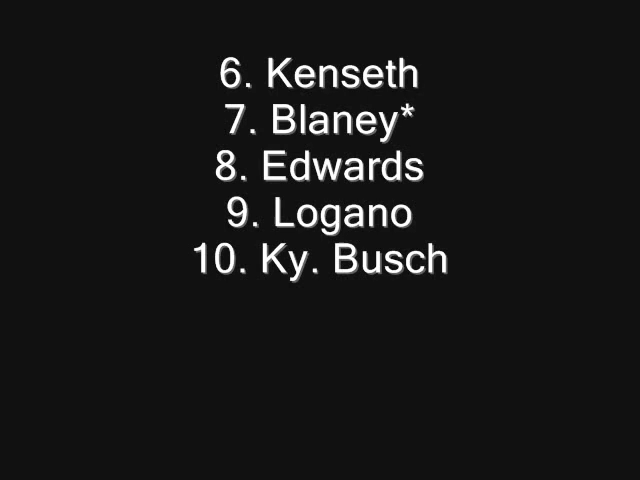 6. Kenseth
7. Blaney*
8. Edwards
9. Logano
10. Ky. Busch